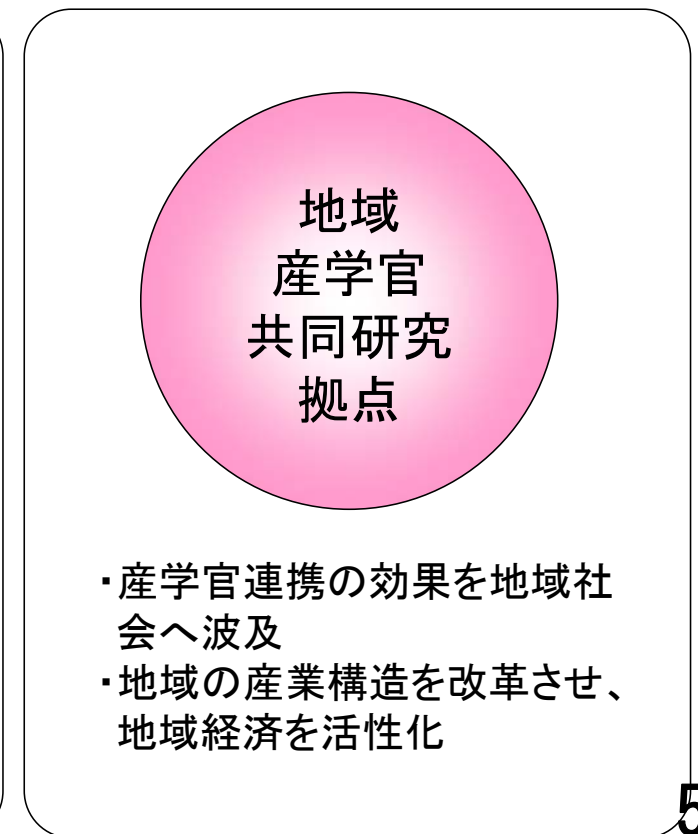 地域
産学官
共同研究
拠点
・産学官連携の効果を地域社
会へ波及
・地域の産業構造を改革させ、
地域経済を活性化
5